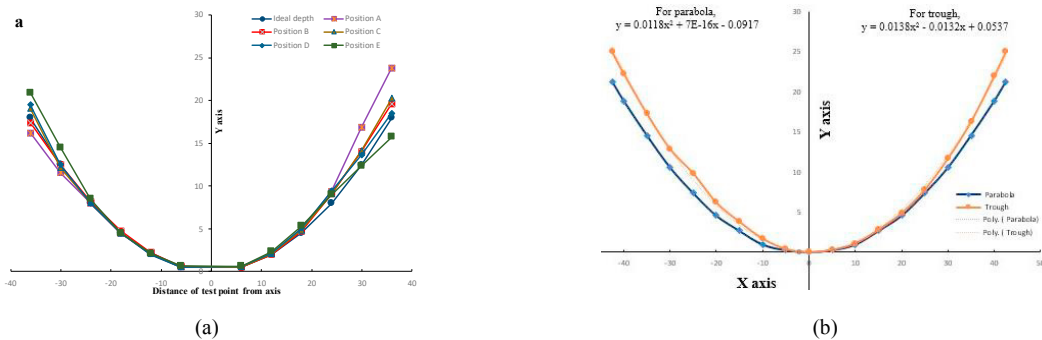 a
Ideal depth
Position A
Position B
Position C
Position D
Position E
Y axis
30
25
20
15
10
5
0
-40
-30
-20
-10
0
10
20
30
40
Distance of test point from axis
(a)
For parabola,
y = 0.0118x² + 7E-16x - 0.0917
For trough,
y = 0.0138x² - 0.0132x + 0.0537
30
25
20
15
10
5
0
Y axis
Parabola
Trough
Poly. ( Parabola)
Poly. ( Trough)
-40
-30
-20
-10
0
10
20
30
40
50
X axis
(b)